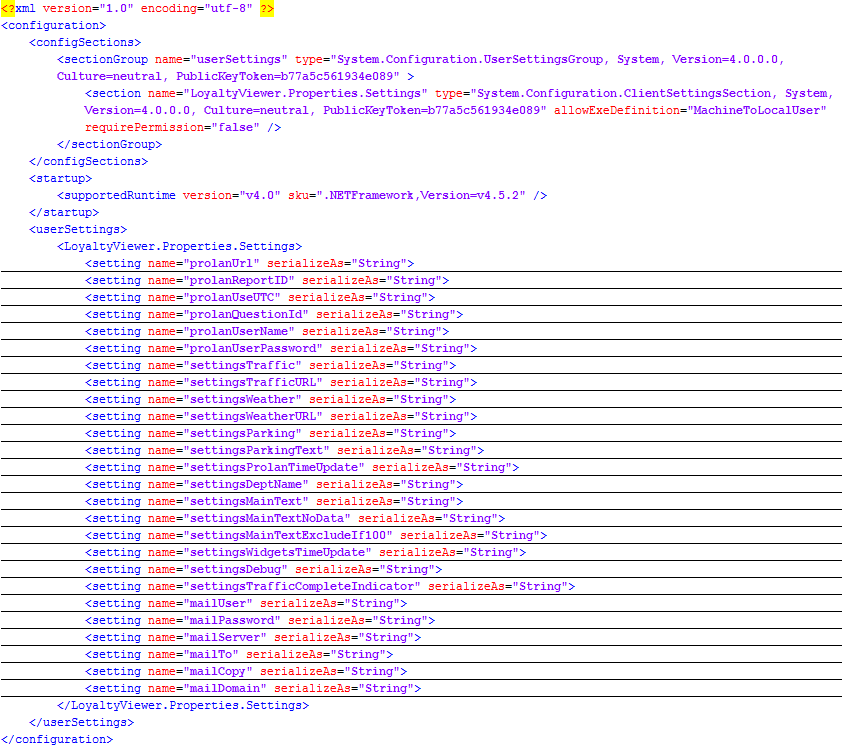 <?xml version="1.0" encoding="utf-8" ?>
<configuration>
<configSections>
<sectionGroup name="userSettings" type="System.Configuration.UserSettingsGroup, System, Version=4.0.0.0,
Culture=neutral, PublicKeyToken=b77a5c561934e089" >
<section name="LoyaltyViewer.Properties.Settings" type="System.Configuration.ClientSettingsSection, System,
Version=4.0.0.0, Culture=neutral, PublicKeyToken=b77a5c561934e089" allowExeDefinition="MachineToLocalUser"
requirePermission="false" />
</sectionGroup>
</configSections>
<startup>
<supportedRuntime version="v4.0" sku=".NETFramework,Version=v4.5.2" />
</startup>
<userSettings>
<LoyaltyViewer.Properties.Settings>
<setting name="prolanUrl" serializeAs="String">
<setting name="prolanReportID" serializeAs="String">
<setting name="prolanUseUTC" serializeAs="String">
<setting name="prolanQuestionId" serializeAs="String">
<setting name="prolanUserName" serializeAs="String">
<setting name="prolanUserPassword" serializeAs="String">
<setting name="settingsTraffic" serializeAs="String">
<setting name="settingsTrafficURL" serializeAs="String">
<setting name="settingsWeather" serializeAs="String">
<setting name="settingsWeatherURL" serializeAs="String">
<setting name="settingsParking" serializeAs="String">
<setting name="settingsParkingText" serializeAs="String">
<setting name="settingsProlanTimeUpdate" serializeAs="String">
<setting name="settingsDeptName" serializeAs="String">
<setting name="settingsMainText" serializeAs="String">
<setting name="settingsMainTextNoData" serializeAs="String">
<setting name="settingsMainTextExcludeIf100" serializeAs="String">
<setting name="settingsWidgetsTimeUpdate" serializeAs="String">
<setting name="settingsDebug" serializeAs="String">
<setting name="settingsTrafficCompleteIndicator" serializeAs="String">
<setting name="mailUser" serializeAs="String">
<setting name="mailPassword" serializeAs="String">
<setting name="mailServer" serializeAs="String">
<setting name="mailTo" serializeAs="String">
<setting name="mailCopy" serializeAs="String">
<setting name="mailDomain" serializeAs="String">
</LoyaltyViewer.Properties.Settings>
</userSettings>
</configuration>